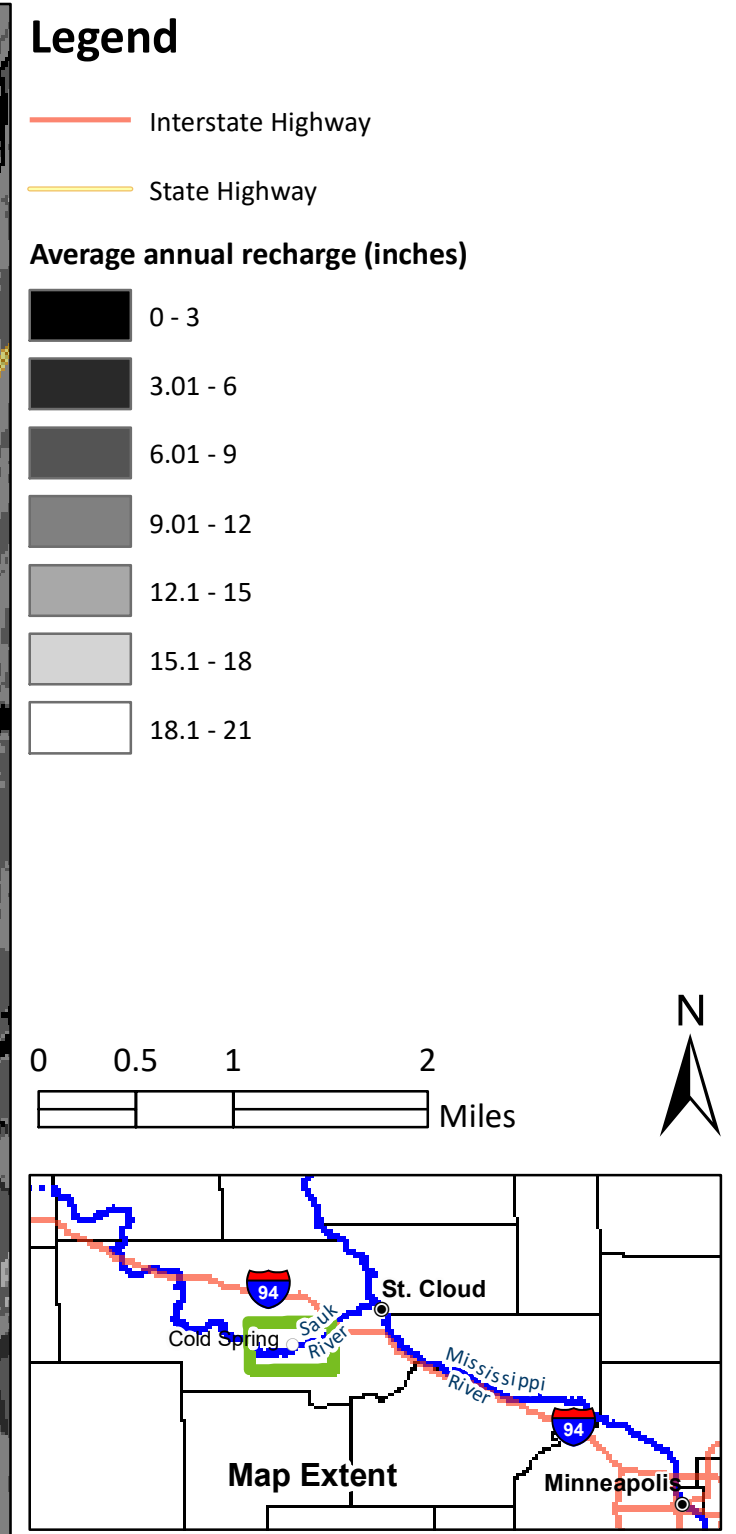 Legend
Interstate Highway
State Highway
Average annual recharge (inches)
0 - 3
3.01 - 6
6.01 - 9
9.01 - 12
12.1 - 15
15.1 - 18
18.1 - 21
N
0 0.5 1 2
Miles
94
St. Cloud
Sauk
River
Cold Spring
Mississippi
River
94
Map Extent
Minneapolis